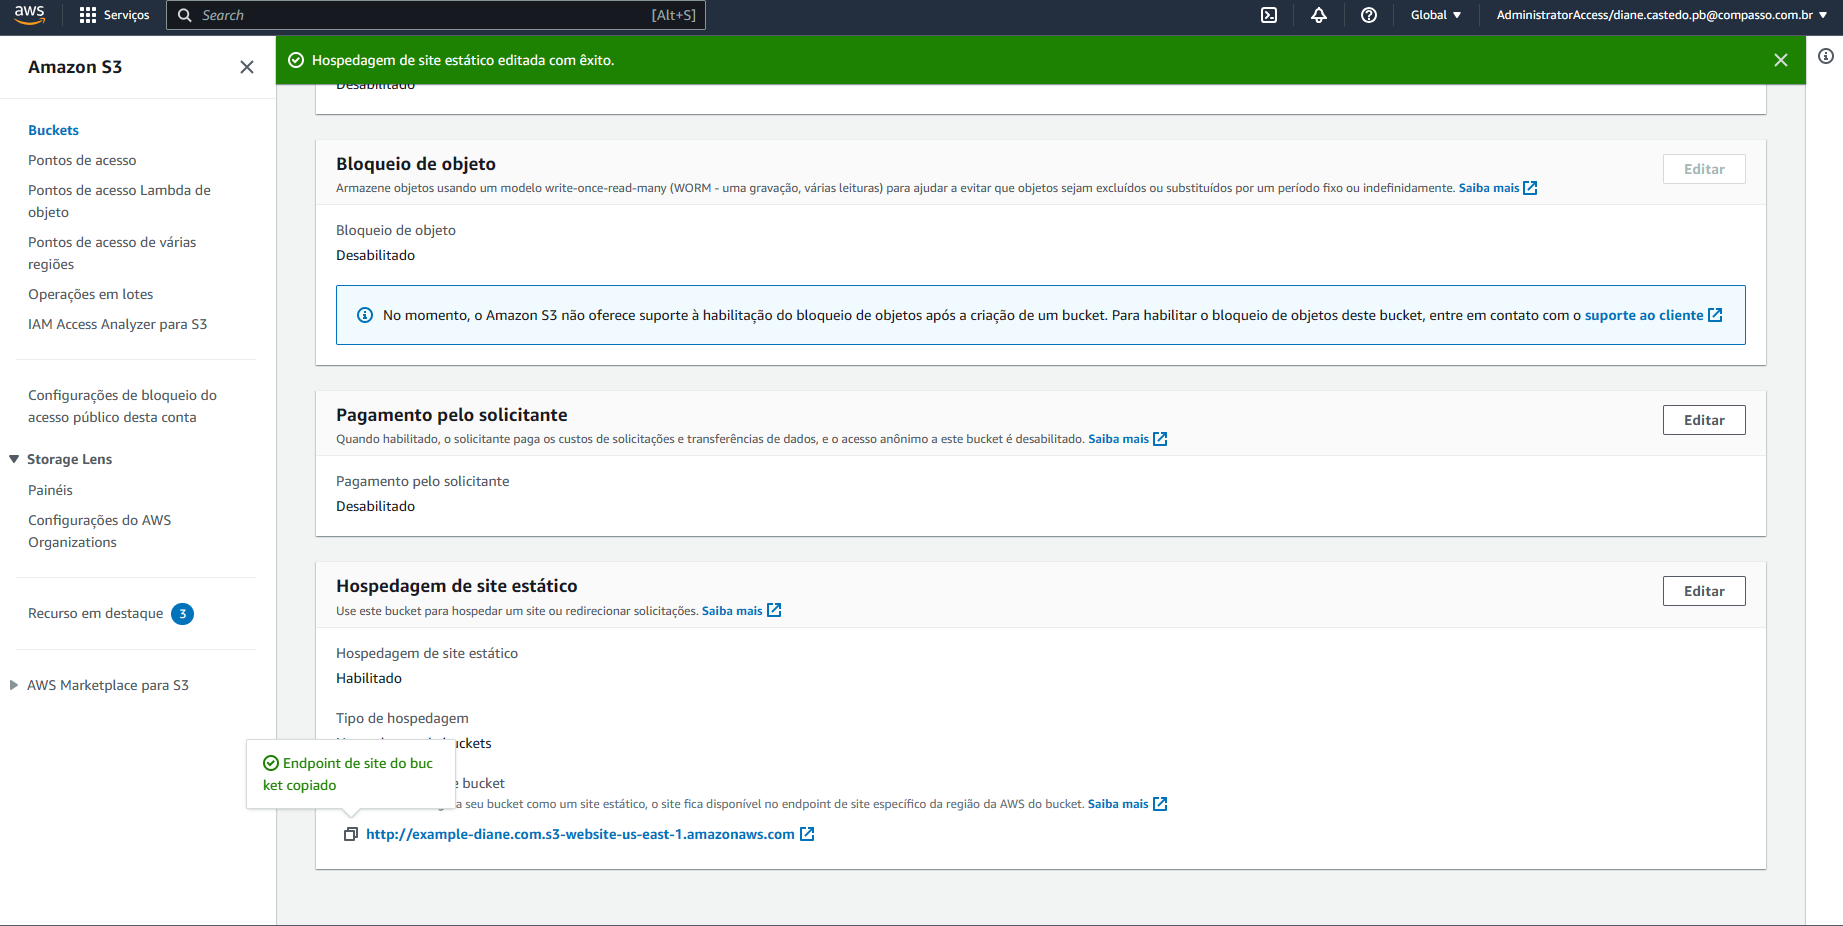 aws
Serviços
Search
[Alt+S]
Global
AdministratorAccess/diane.castedo.pb@compasso.com.br
Amazon S3
Buckets
Pontos de acesso
Pontos de acesso Lambda de
objeto
Pontos de acesso de várias
regiões
Operações em lotes
IAM Access Analyzer para S3
Configurações de bloqueio do
acesso público desta conta
Storage Lens
Painéis
Configurações do AWS
Organizations
Recurso em destaque 3
AWS Marketplace para S3
Hospedagem de site estático editada com êxito.
Desabilitado
Bloqueio de objeto
Editar
Armazene objetos usando um modelo write-once-read-many (WORM - uma gravação, várias leituras) para ajudar a evitar que objetos sejam excluídos ou substituídos por um período fixo ou indefinidamente. Saiba mais
Bloqueio de objeto
Desabilitado
No momento, o Amazon S3 não oferece suporte à habilitação do bloqueio de objetos após a criação de um bucket. Para habilitar o bloqueio de objetos deste bucket, entre em contato com o suporte ao cliente
Pagamento pelo solicitante
Editar
Quando habilitado, o solicitante paga os custos de solicitações e transferências de dados, e o acesso anônimo a este bucket é desabilitado. Saiba mais
Pagamento pelo solicitante
Desabilitado
Hospedagem de site estático
Editar
Use este bucket para hospedar um site ou redirecionar solicitações. Saiba mais
Hospedagem de site estático
Habilitado
Tipo de hospedagem
Endpoint de site do buc
ket copiado
bucket
seu bucket como um site estático, o site fica disponível no endpoint de site específico da região da AWS do bucket. Saiba mais
http://example-diane.com.s3-website-us-east-1.amazonaws.com